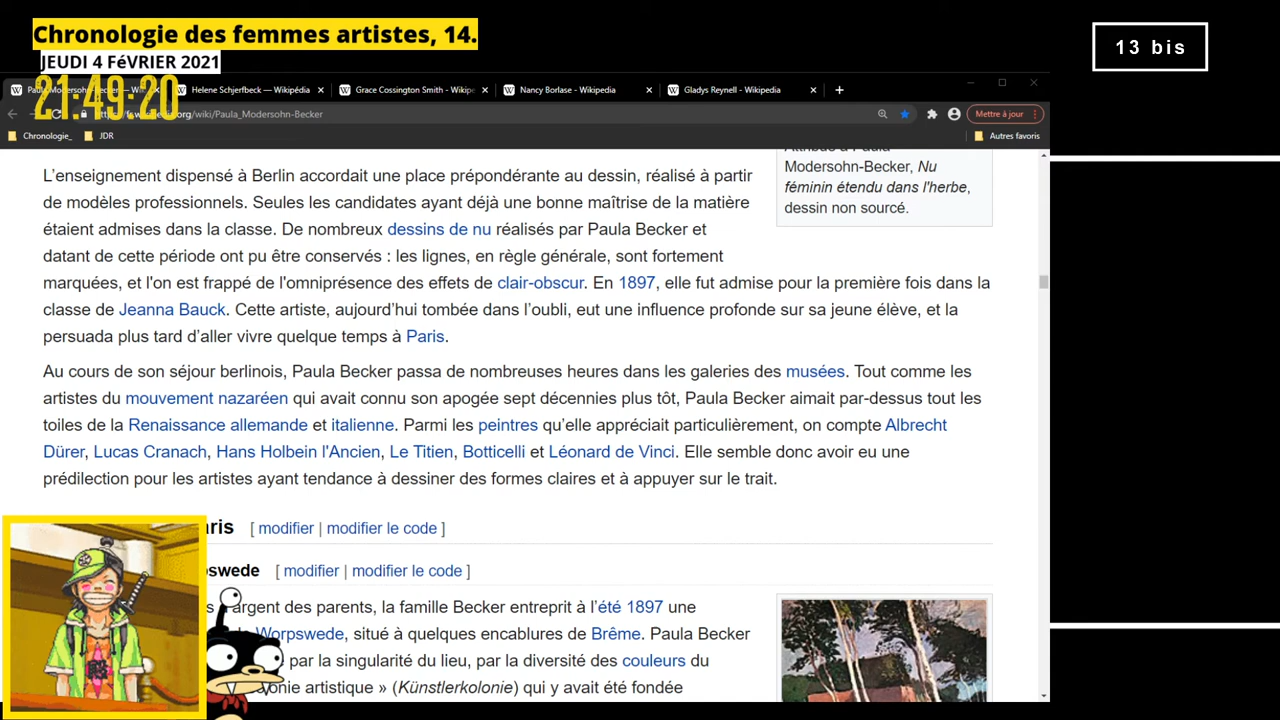 Chronologie des femmes artistes, 14.
JEUDI 4 FéVRIER 2021
21:49:20
13 bis
Helene Schjerfbeck — Wikipédia
Grace Cossington Smith - Wikipe
Nancy Borlase - Wikipedia
Gladys Reynell - Wikipedia
.org/wiki/Paula_Modersohn-Becker
Mettre à jour
Chronologie_
JDR
Autres favoris
Modersohn-Becker, Nu
féminin étendu dans l'herbe,
dessin non sourcé.
L'enseignement dispensé à Berlin accordait une place prépondérante au dessin, réalisé à partir
de modèles professionnels. Seules les candidates ayant déjà une bonne maîtrise de la matière
étaient admises dans la classe. De nombreux dessins de nu réalisés par Paula Becker et
datant de cette période ont pu être conservés : les lignes, en règle générale, sont fortement
marquées, et l'on est frappé de l'omniprésence des effets de clair-obscur. En 1897, elle fut admise pour la première fois dans la
classe de Jeanna Bauck. Cette artiste, aujourd'hui tombée dans l'oubli, eut une influence profonde sur sa jeune élève, et la
persuada plus tard d'aller vivre quelque temps à Paris.
Au cours de son séjour berlinois, Paula Becker passa de nombreuses heures dans les galeries des musées. Tout comme les
artistes du mouvement nazaréen qui avait connu son apogée sept décennies plus tôt, Paula Becker aimait par-dessus tout les
toiles de la Renaissance allemande et italienne. Parmi les peintres qu'elle appréciait particulièrement, on compte Albrecht
Dürer, Lucas Cranach, Hans Holbein l'Ancien, Le Titien, Botticelli et Léonard de Vinci. Elle semble donc avoir eu une
prédilection pour les artistes ayant tendance à dessiner des formes claires et à appuyer sur le trait.
aris [ modifier | modifier le code ]
pswede [ modifier | modifier le code ]
argent des parents, la famille Becker entreprit à l'été 1897 une
Worpswede, situé à quelques encablures de Brême. Paula Becker
par la singularité du lieu, par la diversité des couleurs du
onie artistique » (Künstlerkolonie) qui y avait été fondée